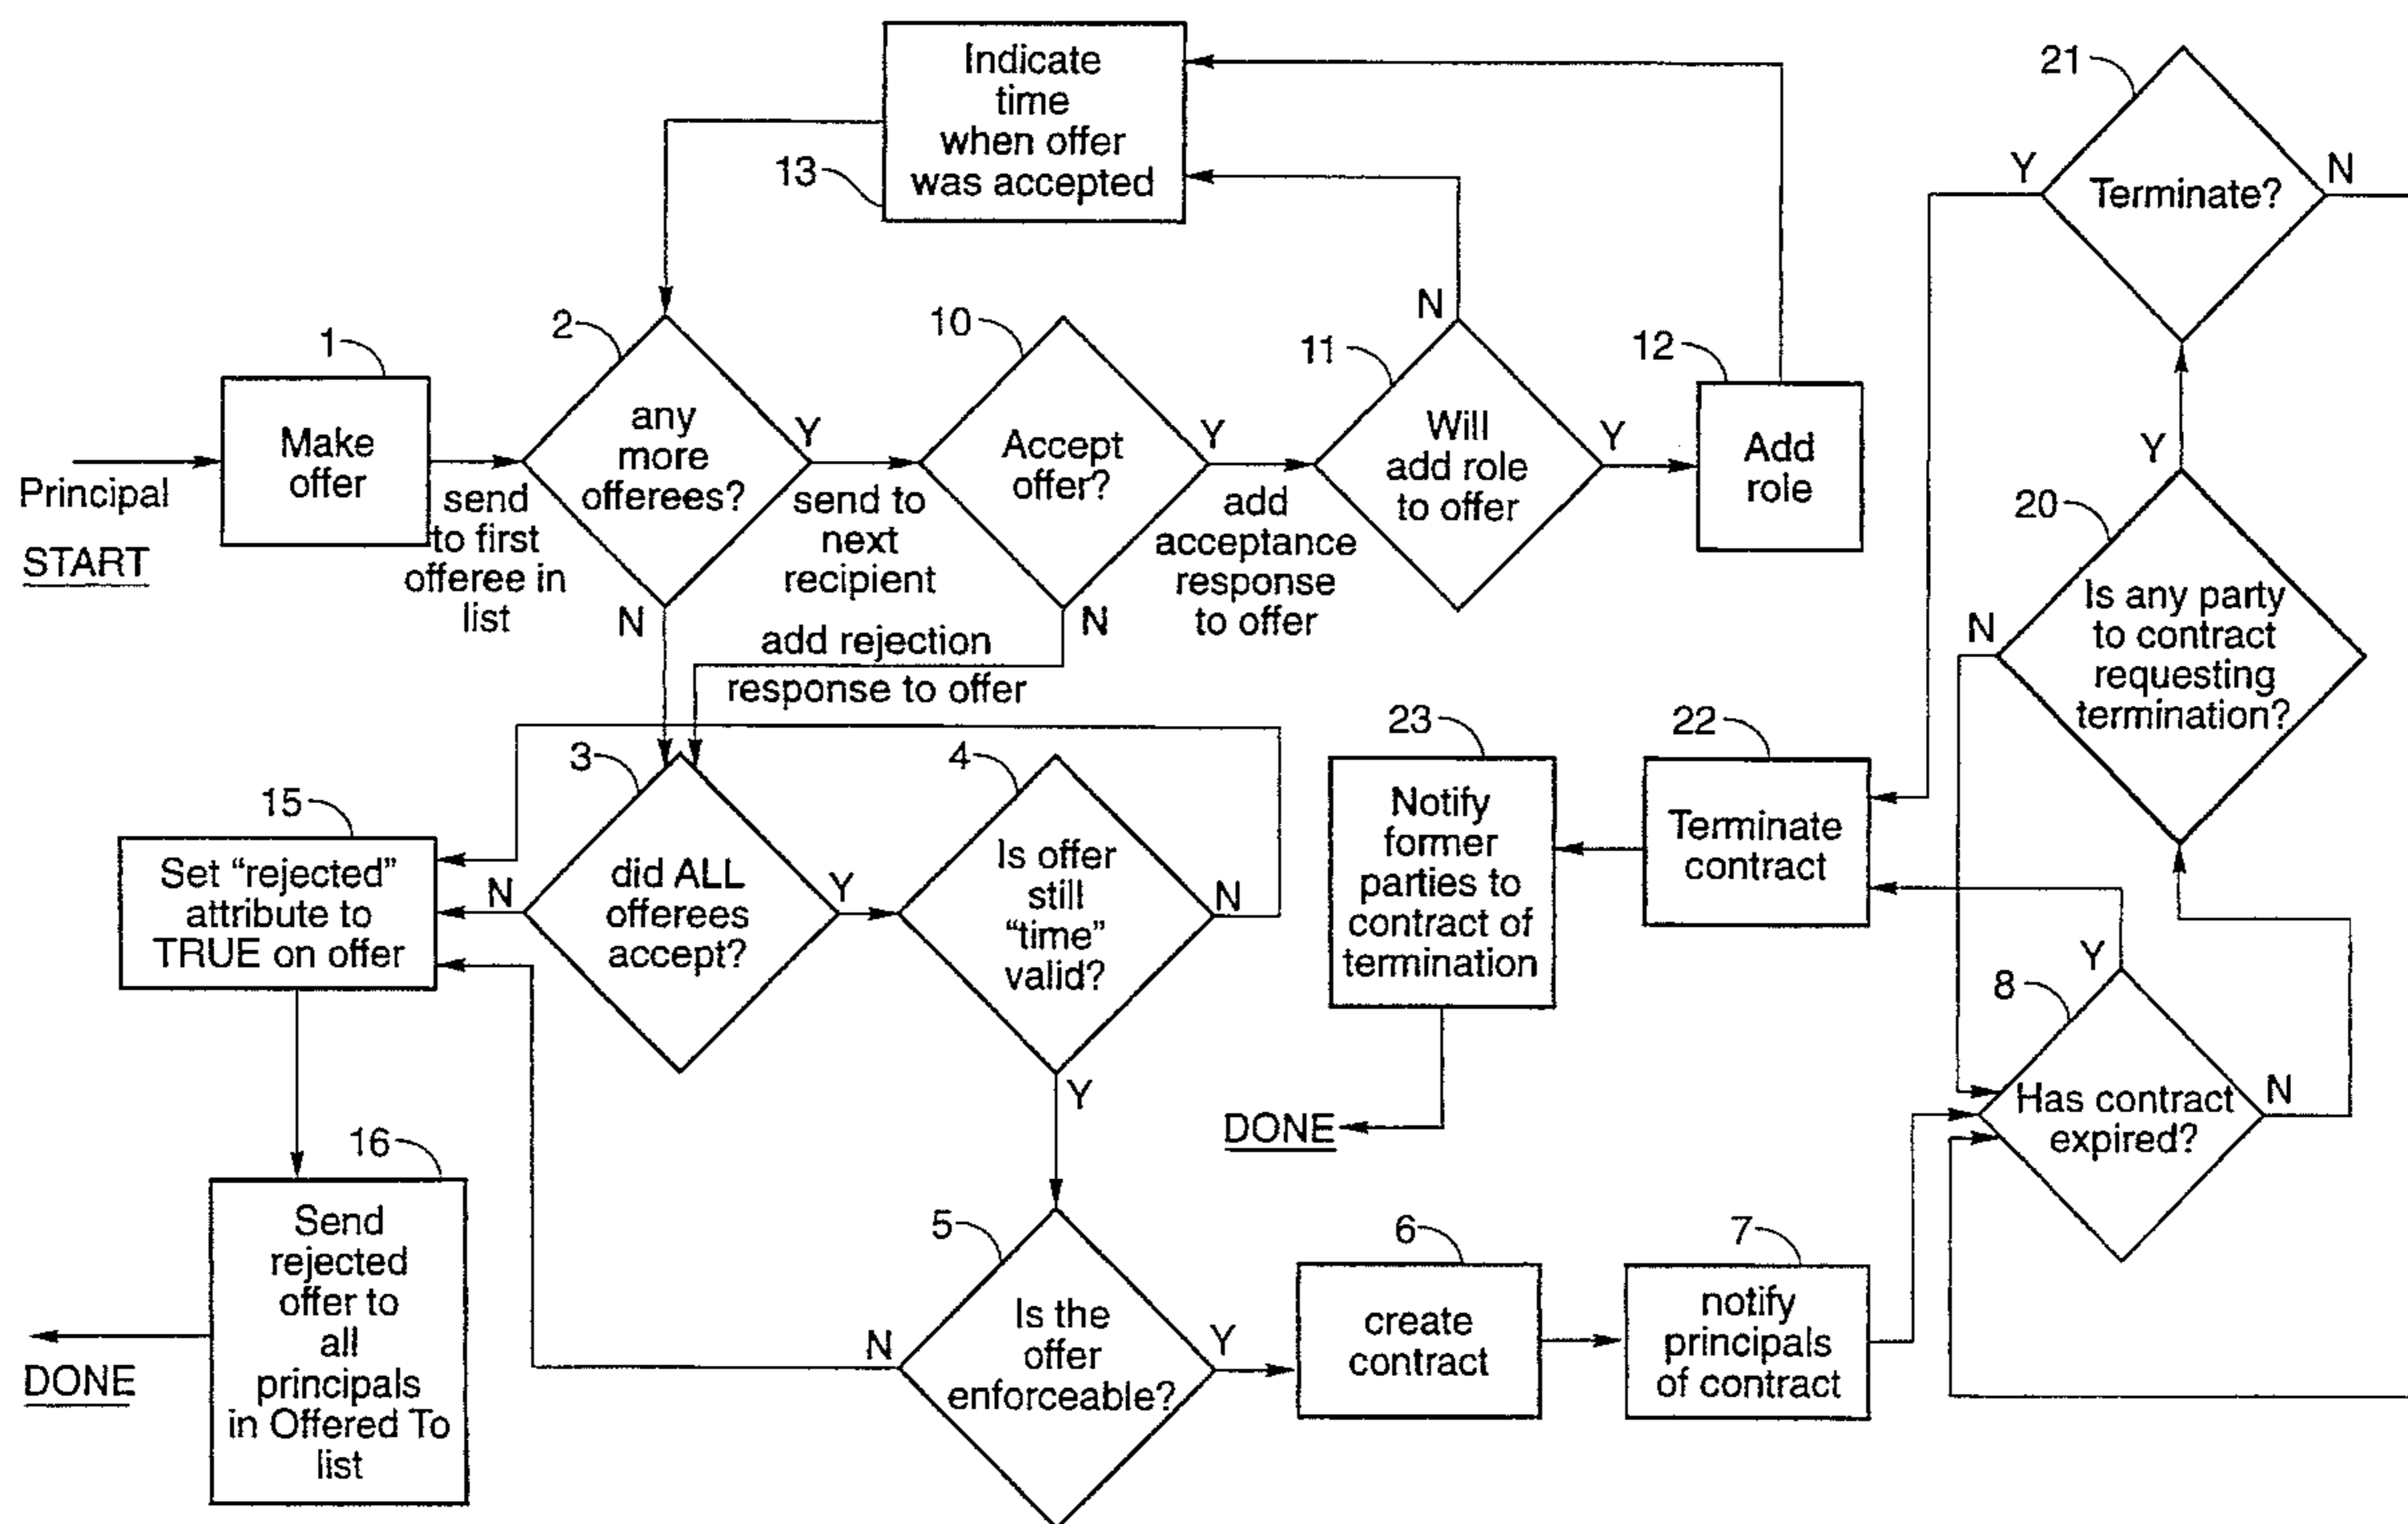 Indicate
time
when offer
was accepted
13
21
Terminate?
Y
N
1
Make
offer
Principal
START
send
to first
offeree in
list
2
any
more
offerees?
Y
N
send to
next
recipient
10
Accept
offer?
Y
N
add
acceptance
response
to offer
11
Will
add role
to offer
N
Y
12
Add
role
20
Is any party
to contract
requesting
termination?
Y
N
add rejection
response to offer
15
Set “rejected”
attribute to
TRUE on offer
3
did ALL
offerees
accept?
N
Y
4
Is offer
still
“time”
valid?
N
Y
23
Notify
former
parties to
contract of
termination
22
Terminate
contract
DONE
8
Has contract
expired?
Y
N
16
Send
rejected
offer to
all
principals
in Offered To
list
DONE
5
Is the
offer
enforceable?
N
Y
6
create
contract
7
notify
principals
of contract